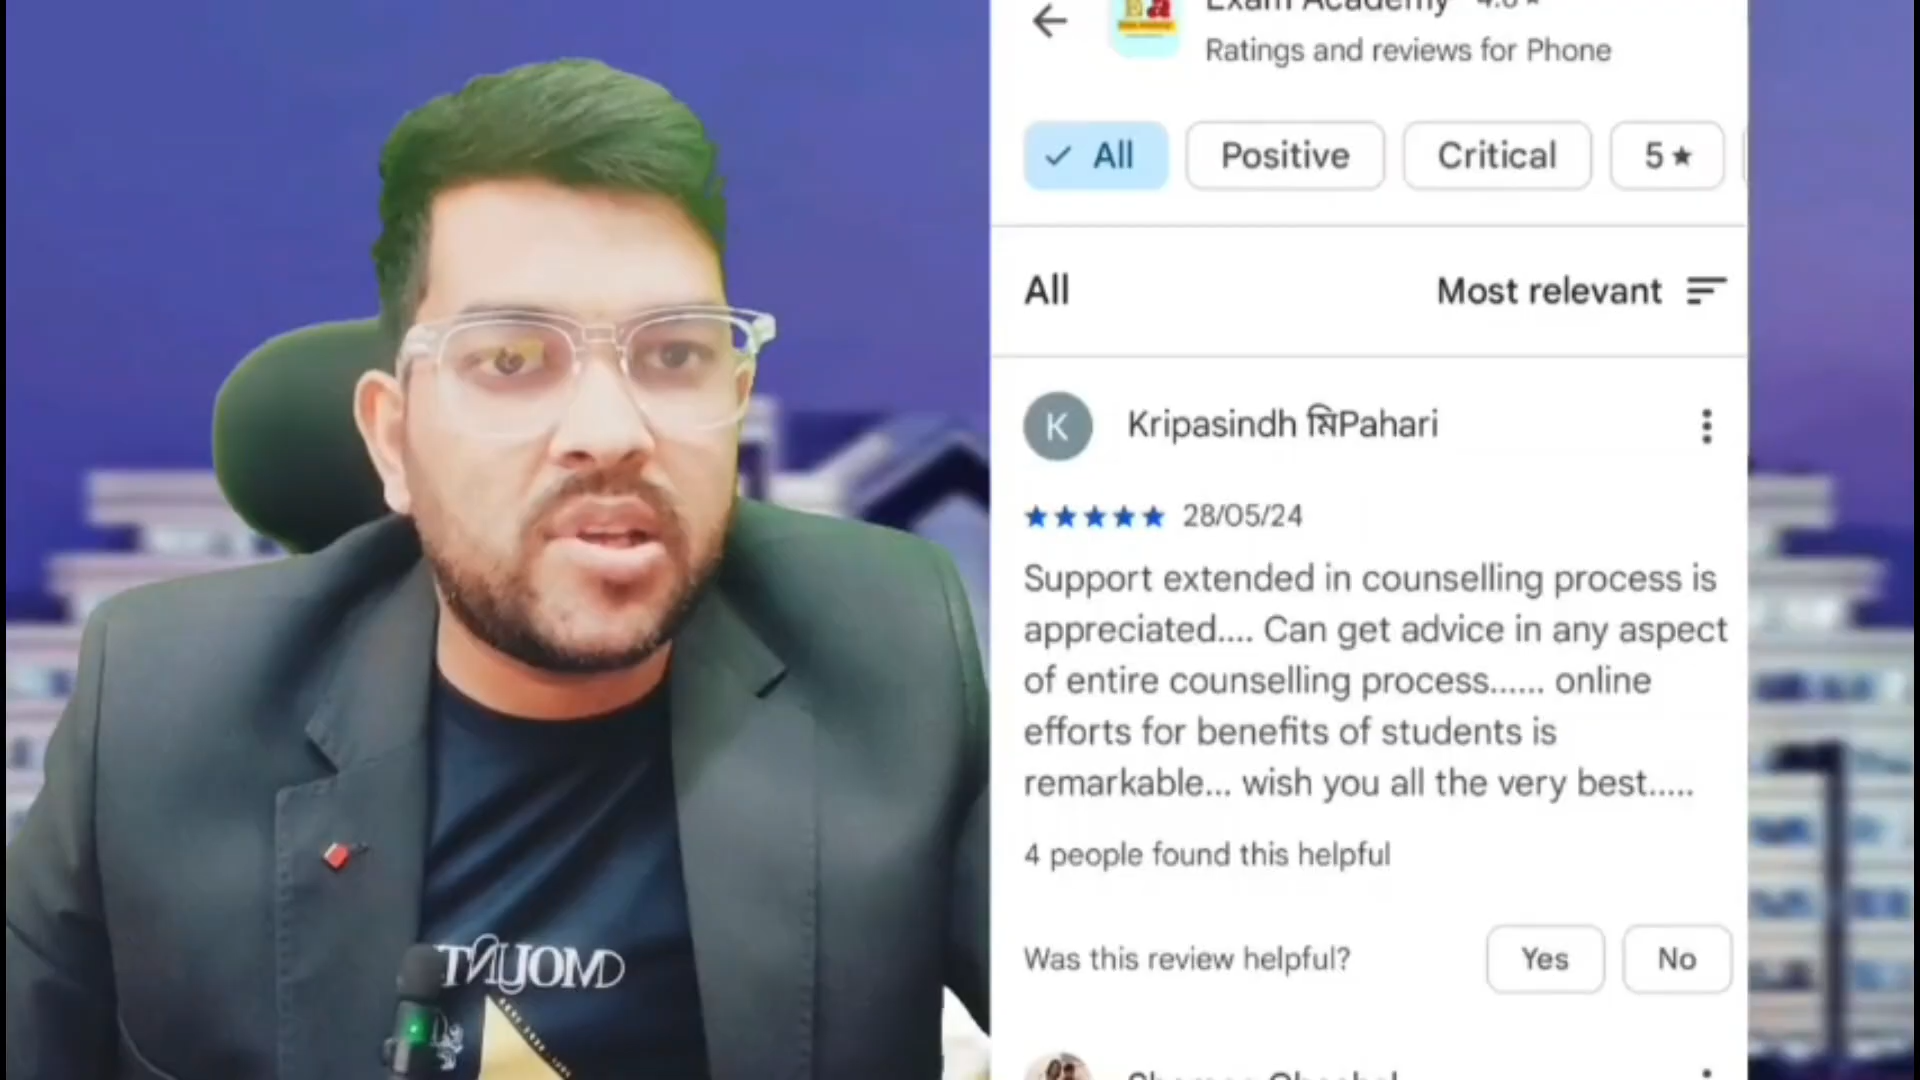 Exam Academy
Ratings and reviews for Phone
All
Positive
Critical
5★
All
Most relevant
K
Kripasindh মিPahari
★★★★★ 28/05/24
Support extended in counselling process is
appreciated.... Can get advice in any aspect
of entire counselling process...... online
efforts for benefits of students is
remarkable... wish you all the very best.....
4 people found this helpful
Was this review helpful?
Yes
No